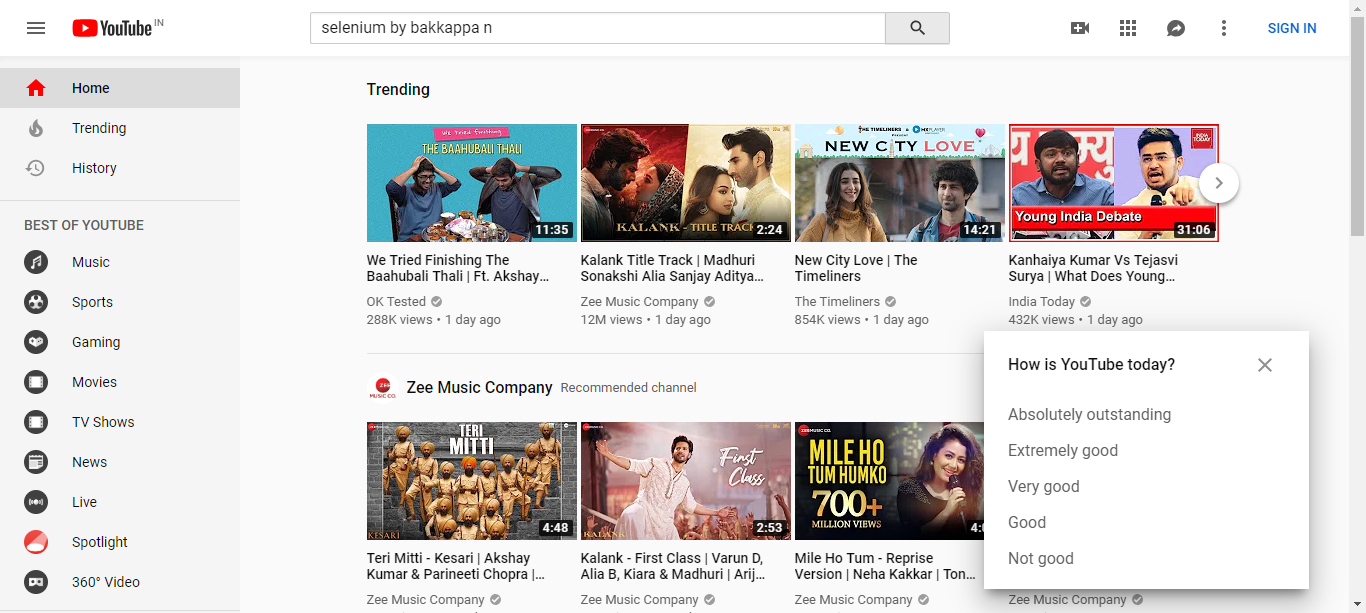 YouTube IN
selenium by bakkappa n
SIGN IN
Home
Trending
History
BEST OF YOUTUBE
Music
Sports
Gaming
Movies
TV Shows
News
Live
Spotlight
360° Video
Trending
We tried finishing
THE BAAHUBALI THALI
11:35
KALANK - TITLE TRACK
2:24
THE TIMELINERS & MXPLAYER
NEW CITY LOVE
14:21
INDIA TODAY
Young India Debate
31:06
We Tried Finishing The
Baahubali Thali | Ft. Akshay…
OK Tested
288K views • 1 day ago
Kalank Title Track | Madhuri
Sonakshi Alia Sanjay Aditya…
Zee Music Company
12M views • 1 day ago
New City Love | The
Timeliners
The Timeliners
854K views • 1 day ago
Kanhaiya Kumar Vs Tejasvi
Surya | What Does Young…
India Today
432K views • 1 day ago
ZEE
MUSIC CO.
Zee Music Company Recommended channel
TERI
MITTI
KESARI
4:48
First
Class
KALANK
2:53
ZEE MUSIC CO.
MILE HO
TUM HUMKO
700+
MILLION VIEWS
Teri Mitti - Kesari | Akshay
Kumar & Parineeti Chopra |…
Zee Music Company
Kalank - First Class | Varun D,
Alia B, Kiara & Madhuri | Arij…
Zee Music Company
Mile Ho Tum - Reprise
Version | Neha Kakkar | Ton…
Zee Music Company
Zee Music Company
How is YouTube today?
Absolutely outstanding
Extremely good
Very good
Good
Not good